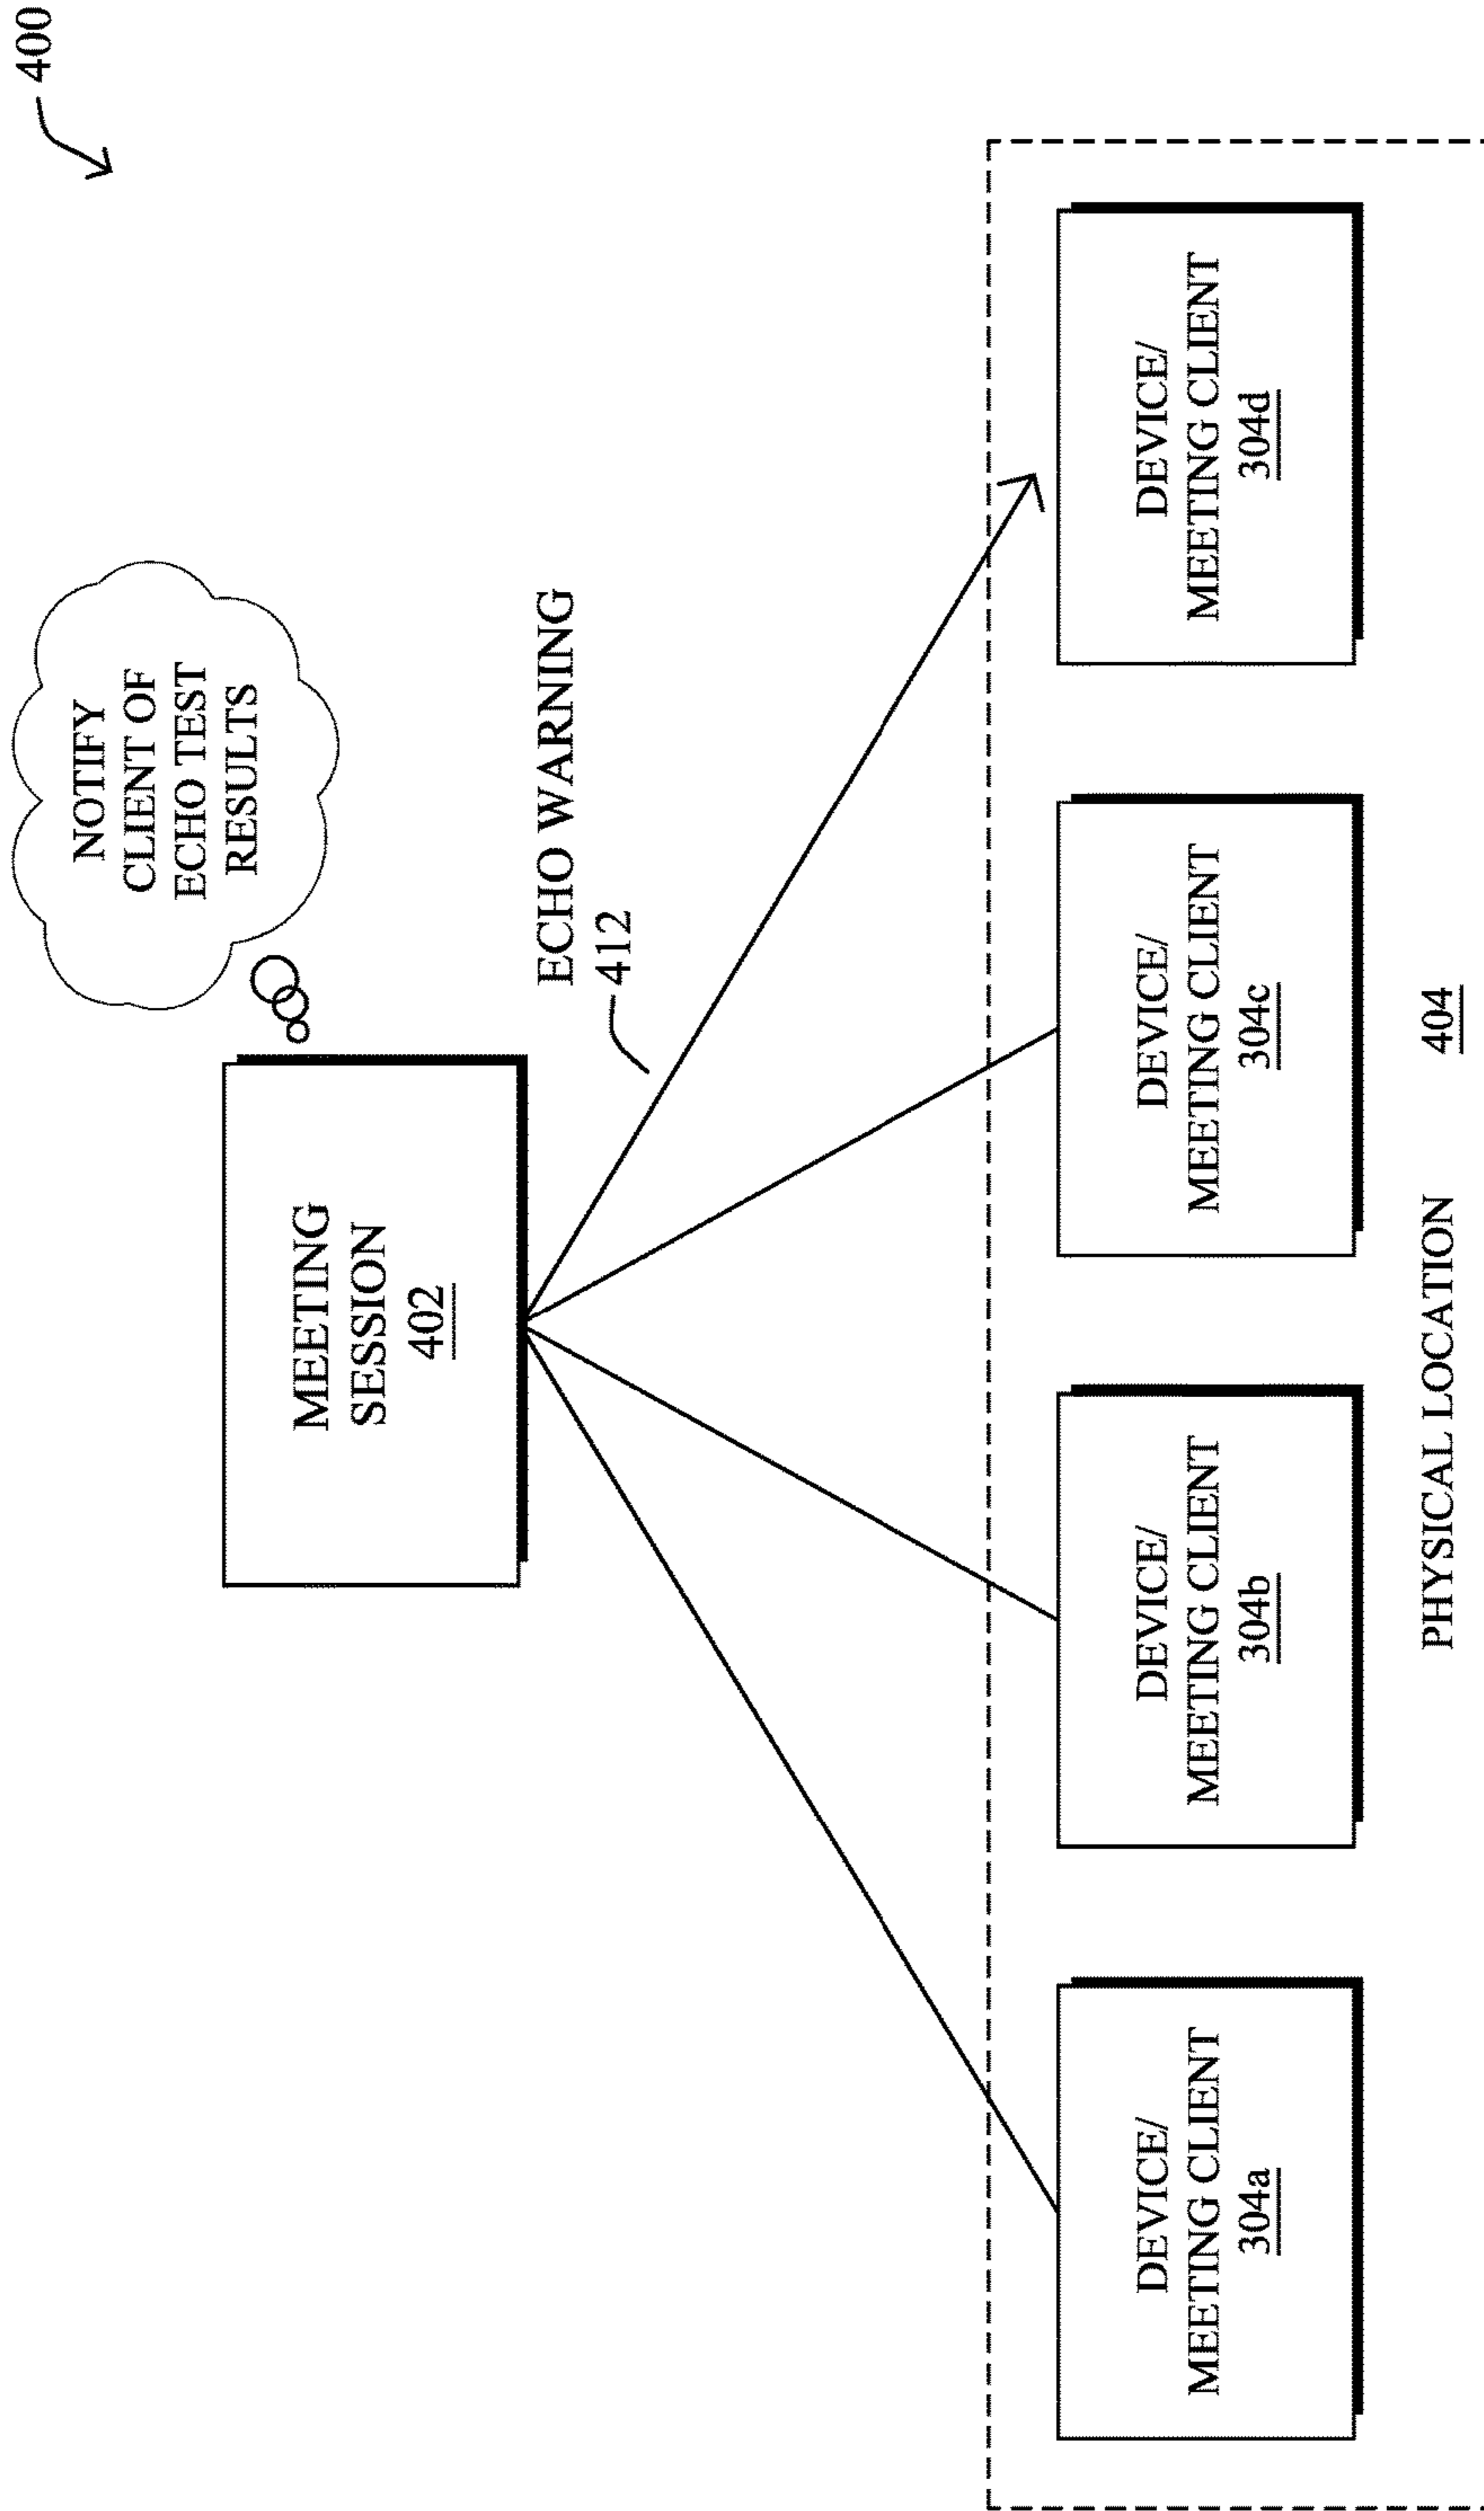 400
NOTIFY
CLIENT OF
ECHO TEST
RESULTS
MEETING
SESSION
402
ECHO WARNING
412
DEVICE/
MEETING CLIENT
304a
DEVICE/
MEETING CLIENT
304b
DEVICE/
MEETING CLIENT
304c
DEVICE/
MEETING CLIENT
304d
PHYSICAL LOCATION 404